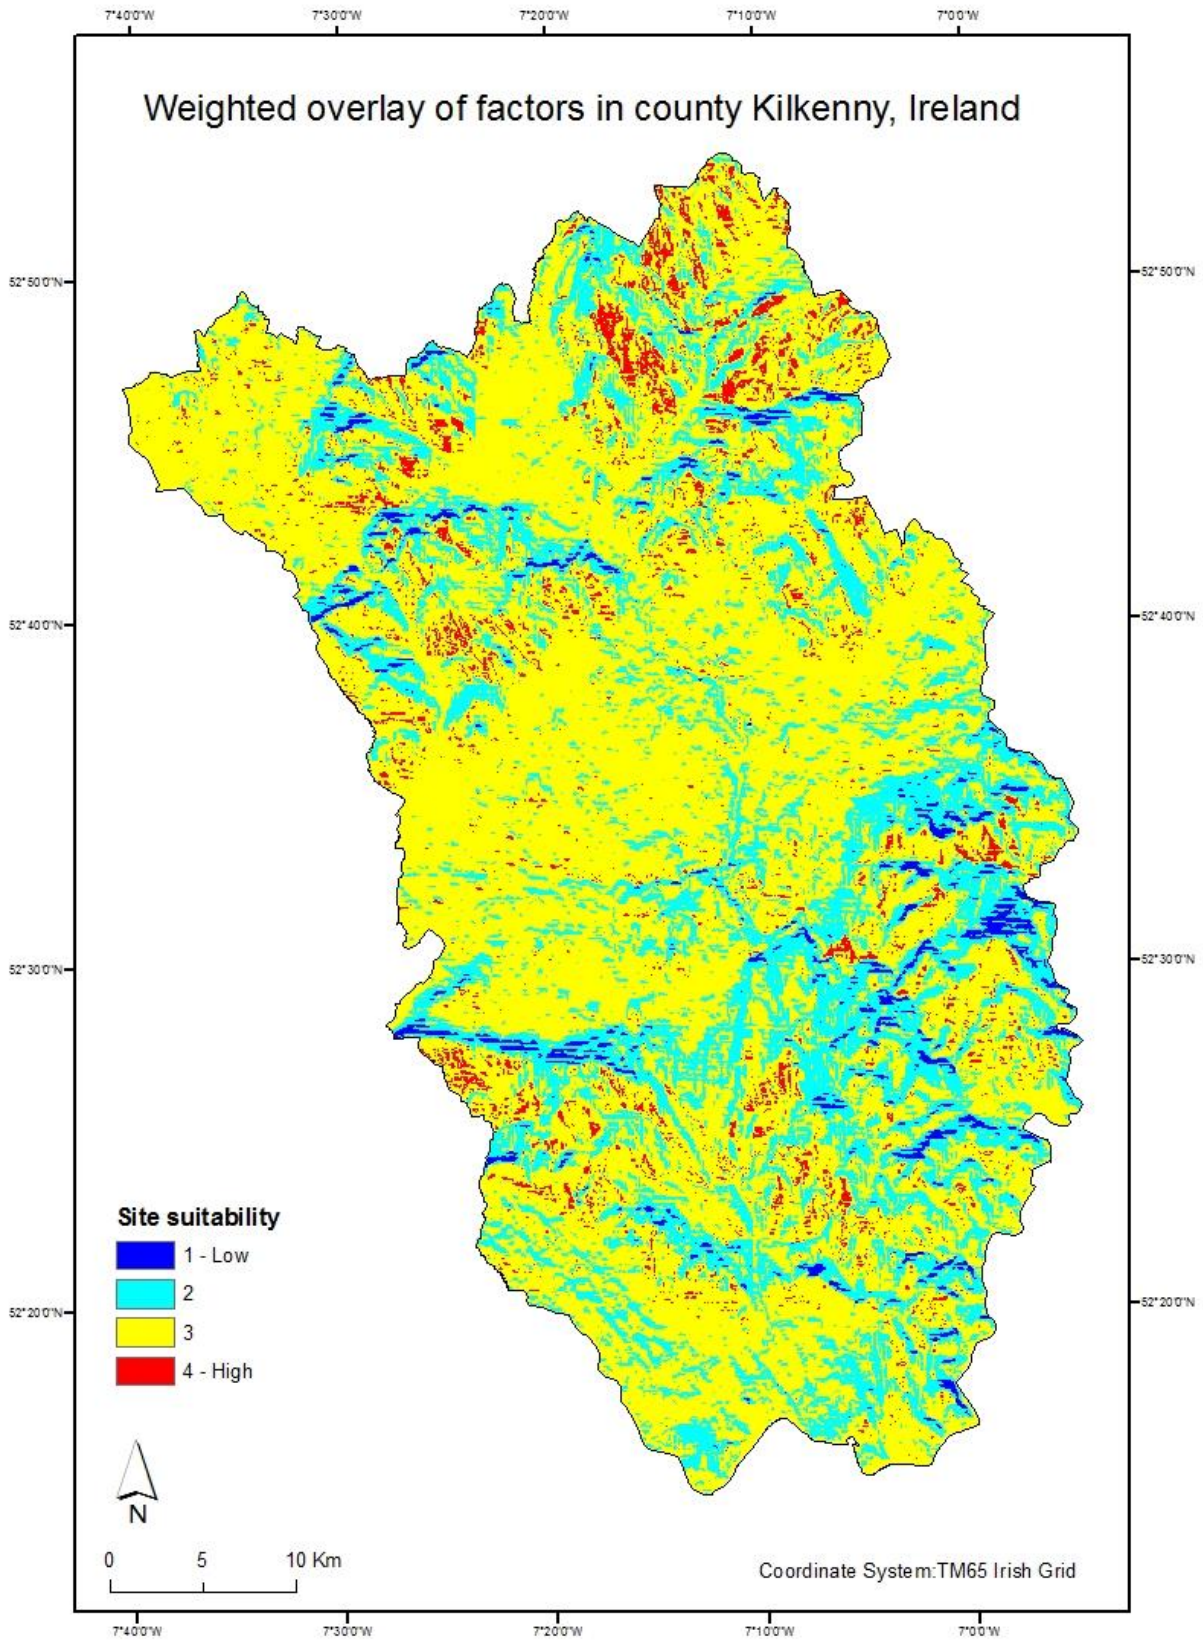 7°40'0"W 7°30'0"W 7°20'0"W 7°10'0"W 7°0'0"W
Weighted overlay of factors in county Kilkenny, Ireland
52°50'0"N 52°50'0"N
52°40'0"N 52°40'0"N
52°30'0"N 52°30'0"N
Site suitability
1 - Low
2
52°20'0"N 52°20'0"N
3
4 - High
N
0 5 10 Km
Coordinate System:TM65 Irish Grid
7°40'0"W 7°30'0"W 7°20'0"W 7°10'0"W 7°0'0"W